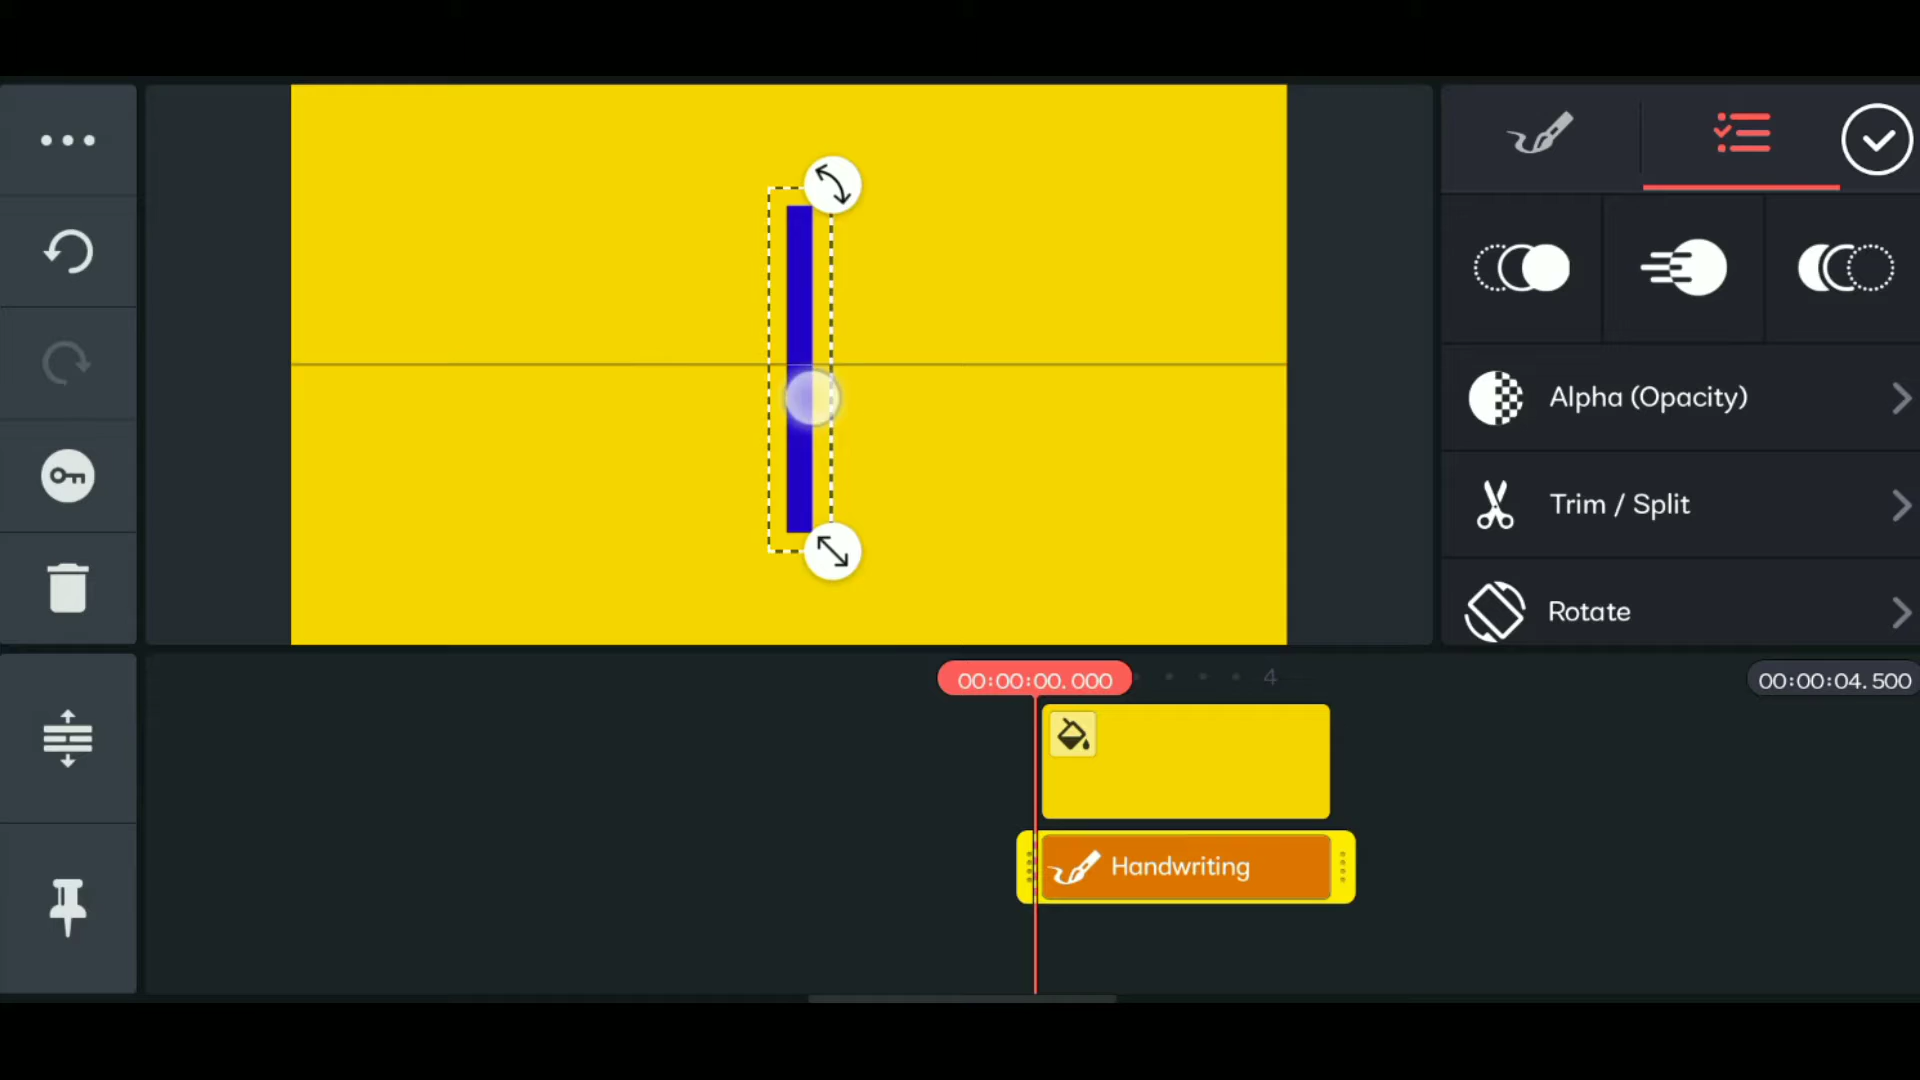 Alpha (Opacity)
Trim / Split
Rotate
00:00:00.000
4
00:00:04.500
Handwriting